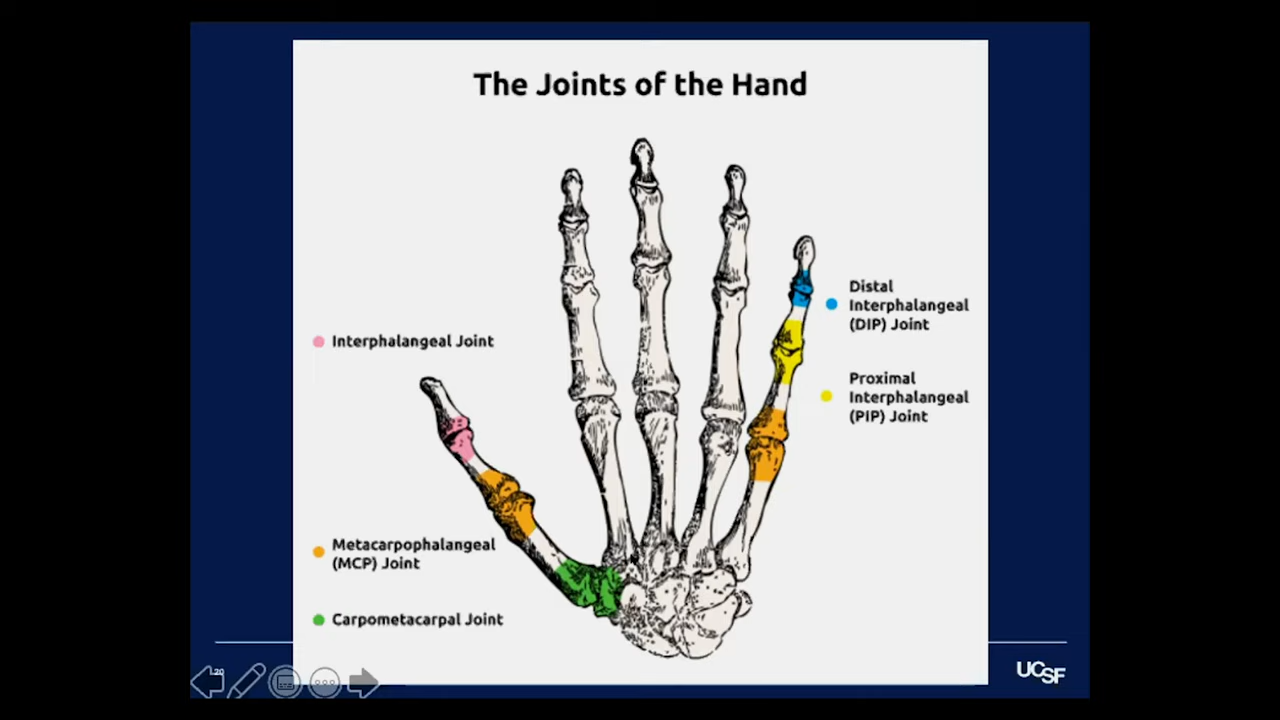 The Joints of the Hand
Distal
Interphalangeal
(DIP) Joint
Interphalangeal Joint
Proximal
Interphalangeal
(PIP) Joint
Metacarpophalangeal
(MCP) Joint
Carpometacarpal Joint
UCSF